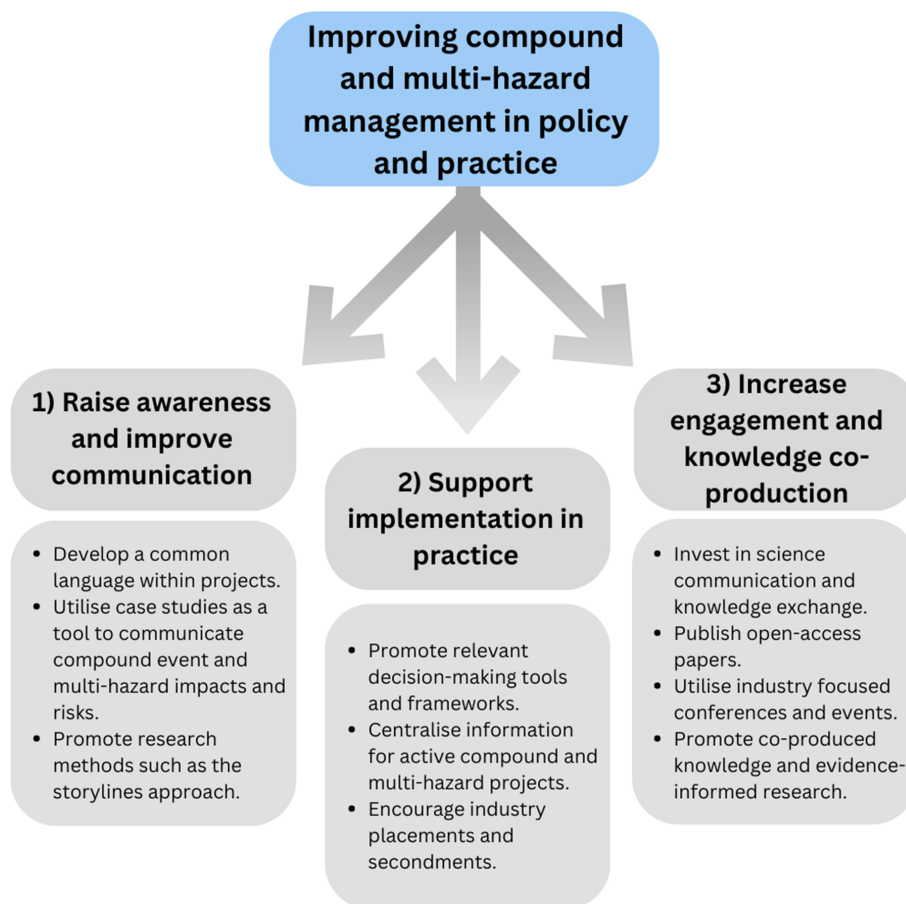 Improving compound
and multi-hazard
management in policy
and practice
1) Raise awareness
and improve
communication
• Develop a common
language within projects.
• Utilise case studies as a
tool to communicate
compound event and
multi-hazard impacts and
risks.
• Promote research
methods such as the
storylines approach.
2) Support
implementation in
practice
• Promote relevant
decision-making tools
and frameworks.
• Centralise information
for active compound and
multi-hazard projects.
• Encourage industry
placements and
secondments.
3) Increase
engagement and
knowledge co-
production
• Invest in science
communication and
knowledge exchange.
• Publish open-access
papers.
• Utilise industry focused
conferences and events.
• Promote co-produced
knowledge and evidence-
informed research.